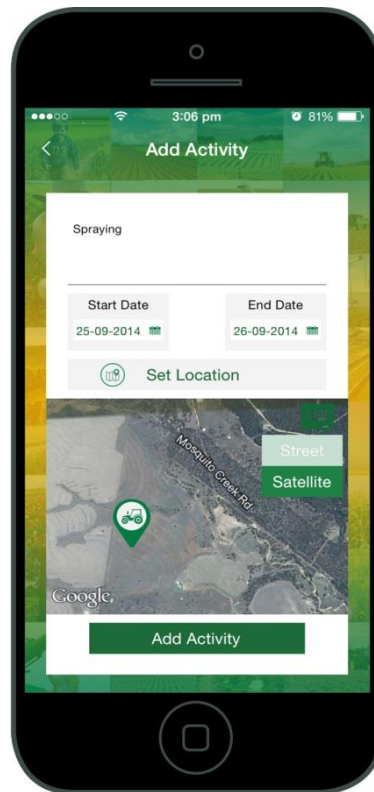 3:06 pm
81%
Add Activity
Spraying
Start Date
End Date
25-09-2014
26-09-2014
Set Location
Street
Satellite
Mosquito Creek Rd
Google
Add Activity